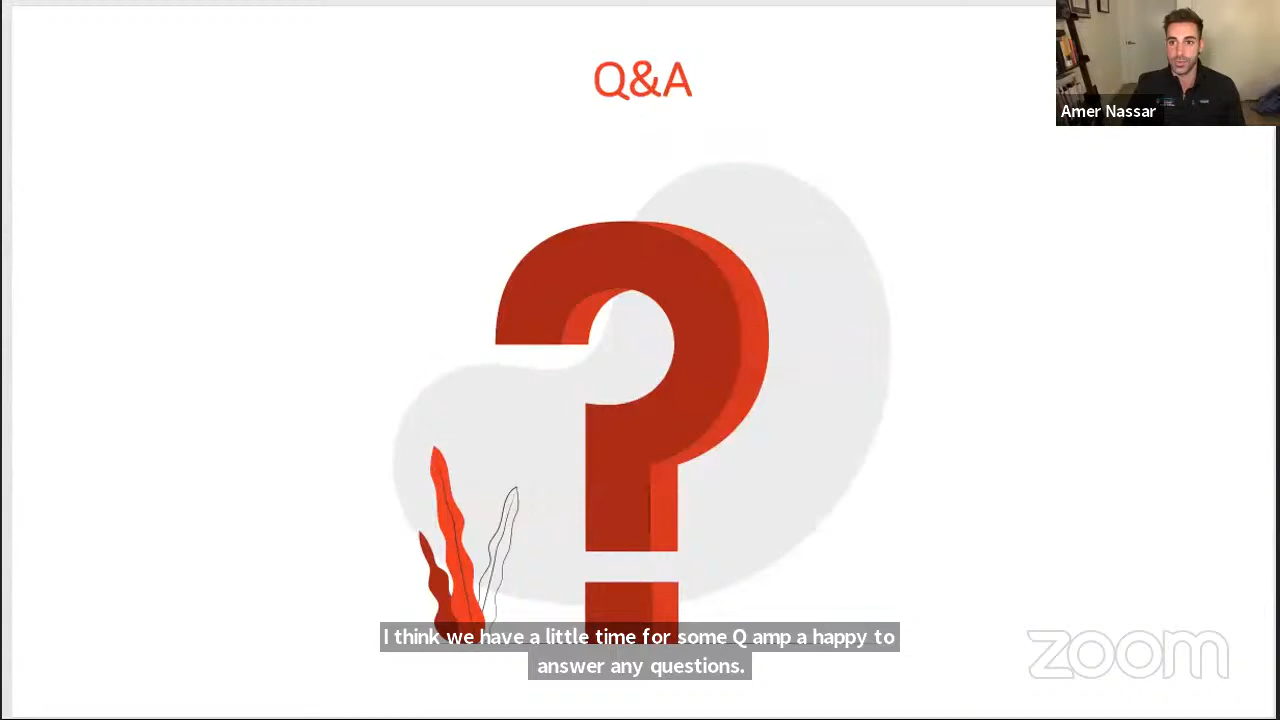 Q&A
Amer Nassar
I think we have a little time for some Q amp a happy to
answer any questions.
zoom